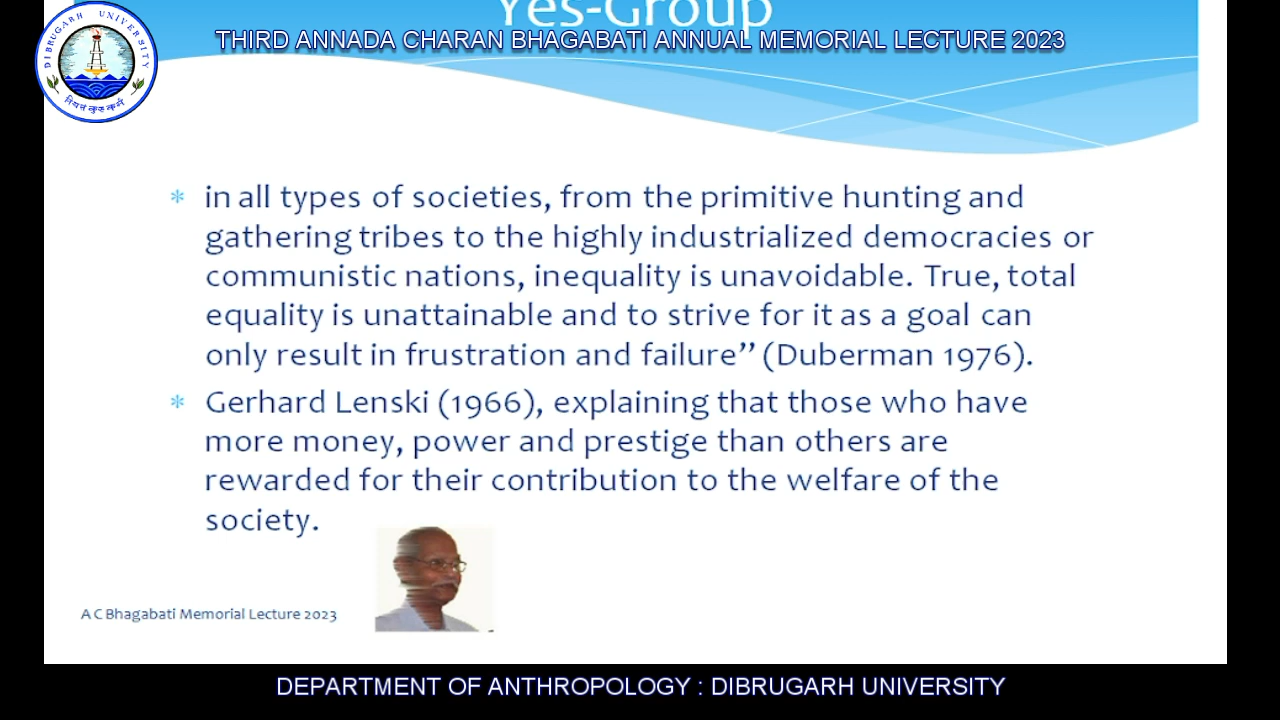 Yes-Group
THIRD ANNADA CHARAN BHAGABATI ANNUAL MEMORIAL LECTURE 2023
DIBRUGARH UNIVERSITY
नियतं कुरु कर्म
* in all types of societies, from the primitive hunting and
gathering tribes to the highly industrialized democracies or
communistic nations, inequality is unavoidable. True, total
equality is unattainable and to strive for it as a goal can
only result in frustration and failure” (Duberman 1976).
* Gerhard Lenski (1966), explaining that those who have
more money, power and prestige than others are
rewarded for their contribution to the welfare of the
society.
A C Bhagabati Memorial Lecture 2023
DEPARTMENT OF ANTHROPOLOGY : DIBRUGARH UNIVERSITY